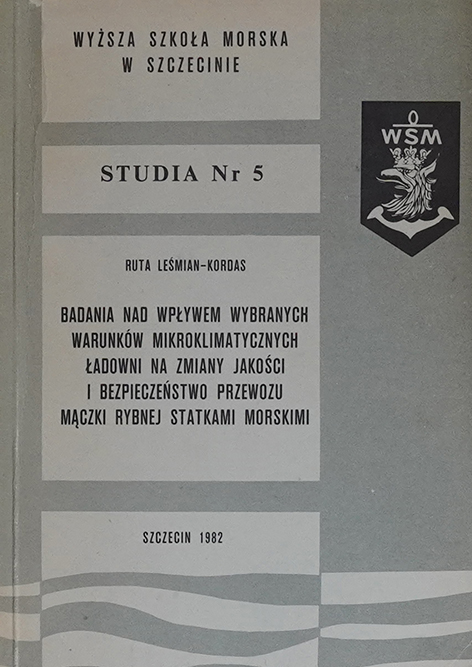 WYŻSZA SZKOŁA MORSKA
W SZCZECINIE
WSM
STUDIA Nr 5
RUTA LEŚMIAN-KORDAS
BADANIA NAD WPŁYWEM WYBRANYCH
WARUNKÓW MIKROKLIMATYCZNYCH
ŁADOWNI NA ZMIANY JAKOŚCI
I BEZPIECZEŃSTWO PRZEWOZU
MĄCZKI RYBNEJ STATKAMI MORSKIMI
SZCZECIN 1982